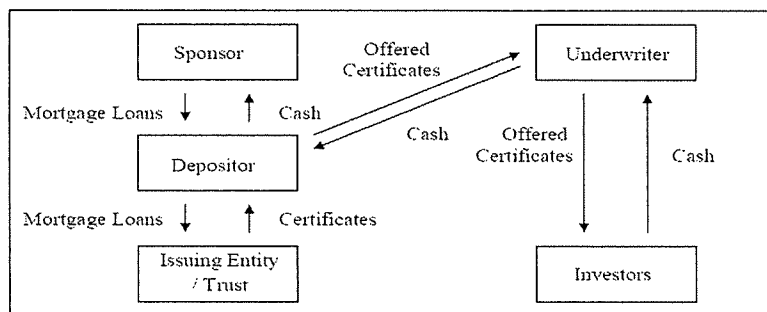 Sponsor
Offered
Certificates
Underwriter
Mortgage Loans
Cash
Cash
Offered
Certificates
Cash
Depositor
Mortgage Loans
Certificates
Issuing Entity
/ Trust
Investors